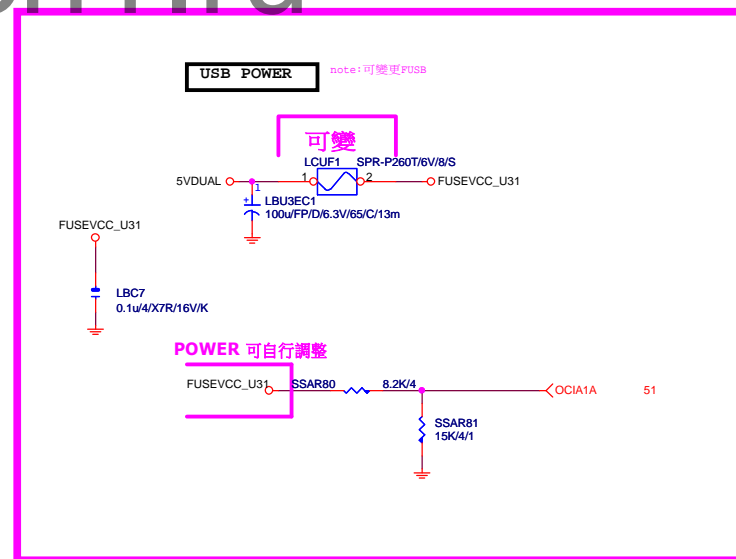 USB POWER
note:可變更FUSB
可變
LCUF1 SPR-P260T/6V/8/S
5VDUAL 1 2 FUSEVCC_U31
1
+ LBU3EC1
100u/FP/D/6.3V/65/C/13m
FUSEVCC_U31
LBC7
0.1u/4/X7R/16V/K
POWER 可自行調整
FUSEVCC_U31 SSAR80 8.2K/4 OCIA1A 51
SSAR81
15K/4/1